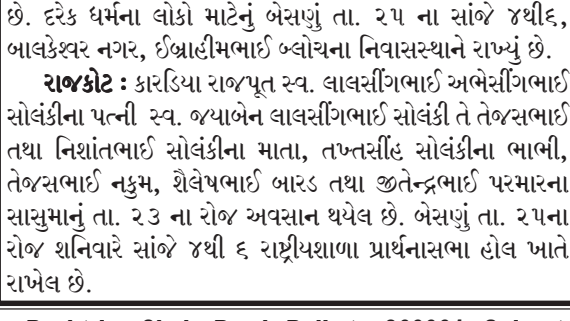 છે. દરેક ધર્મના લોકો માટેનું બેસણું તા. ૨૫ ના સાંજે ૪થી૬,
બાલકેશ્વર નગર, ઈબ્રાહીમભાઈ બ્લોચના નિવાસસ્થાને રાખ્યું છે.
રાજકોટ : કારડિયા રાજપૂત સ્વ. લાલસીંગભાઈ અભેસીંગભાઈ
સોલંકીના પત્ની સ્વ. જયાબેન લાલસીંગભાઈ સોલંકી તે તેજસભાઈ
તથા નિશાંતભાઈ સોલંકીના માતા, તખ્તસીંહ સોલંકીના ભાભી,
તેજસભાઈ નકુમ, શૈલેષભાઈ બારડ તથા જીતેન્દ્રભાઈ પરમારના
સાસુમાનું તા. ૨૩ ના રોજ અવસાન થયેલ છે. બેસણું તા. ૨૫ના
રોજ શનિવારે સાંજે ૪થી ૬ રાષ્ટ્રીયશાળા પ્રાર્થનાસભા હોલ ખાતે
રાખેલ છે.